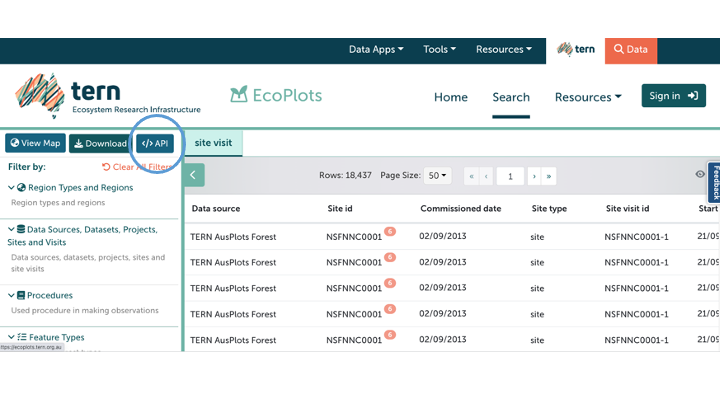 Data Apps Tools Resources tern Data
tern
Ecosystem Research Infrastructure
EcoPlots
Home Search Resources Sign in
View Map Download </> API site visit
Filter by: Clear All Filters
Rows: 18,437 Page Size: 50 « ‹ 1 › »
Feedback
Region Types and Regions
Region types and regions
Data Sources, Datasets, Projects,
Sites and Visits
Data sources, datasets, projects, sites and
site visits
Procedures
Used procedure in making observations
Feature Types
ttps://ecoplots.tern.org.au
Data source Site id Commissioned date Site type Site visit id Start
TERN AusPlots Forest NSFNNC0001 6 02/09/2013 site NSFNNC0001-1 21/09
TERN AusPlots Forest NSFNNC0001 6 02/09/2013 site NSFNNC0001-1 21/09
TERN AusPlots Forest NSFNNC0001 6 02/09/2013 site NSFNNC0001-1 21/09
TERN AusPlots Forest NSFNNC0001 6 02/09/2013 site NSFNNC0001-1 21/09
TERN AusPlots Forest NSFNNC0001 6 02/09/2013 site NSFNNC0001-1 21/09